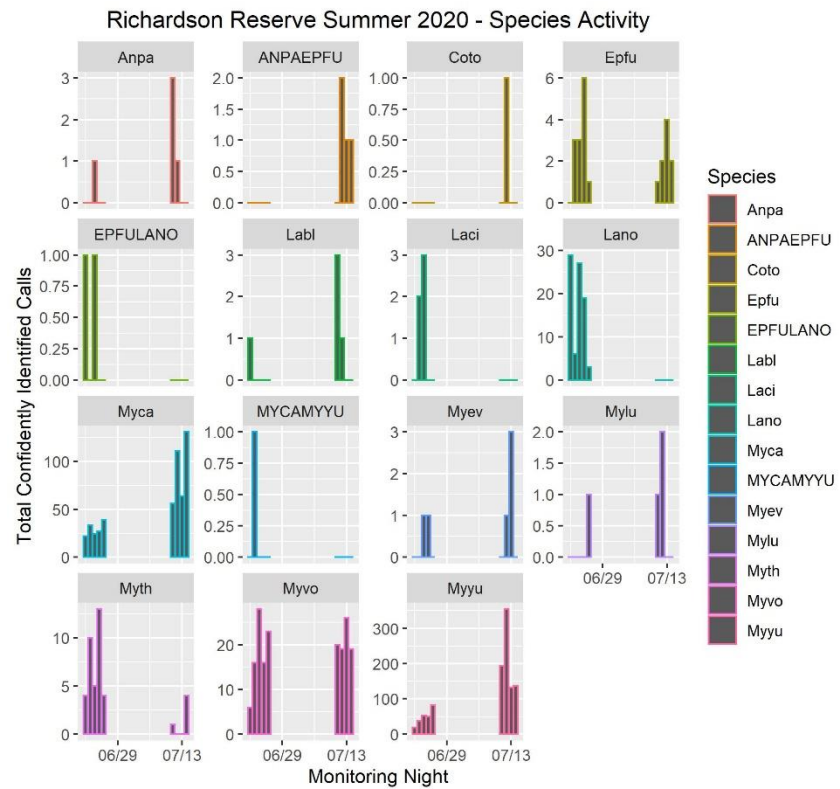 Richardson Reserve Summer 2020 - Species Activity
Anpa
ANPAEPFU
Coto
Epfu
3
2
1
0
2.0
1.5
1.0
0.5
0.0
1.00
0.75
0.50
0.25
0.00
6
4
2
0
EPFULANO
Labl
Laci
Lano
1.00
0.75
0.50
0.25
0.00
3
2
1
0
3
2
1
0
30
20
10
0
Myca
MYCAMYYU
Myev
Mylu
100
50
0
1.00
0.75
0.50
0.25
0.00
3
2
1
0
2.0
1.5
1.0
0.5
0.0
06/29 07/13
Myth
Myvo
Myyu
10
5
0
20
10
0
300
200
100
0
06/29 07/13
06/29 07/13
06/29 07/13
Total Confidently Identified Calls
Monitoring Night
Species
Anpa
ANPAEPFU
Coto
Epfu
EPFULANO
Labl
Laci
Lano
Myca
MYCAMYYU
Myev
Mylu
Myth
Myvo
Myyu